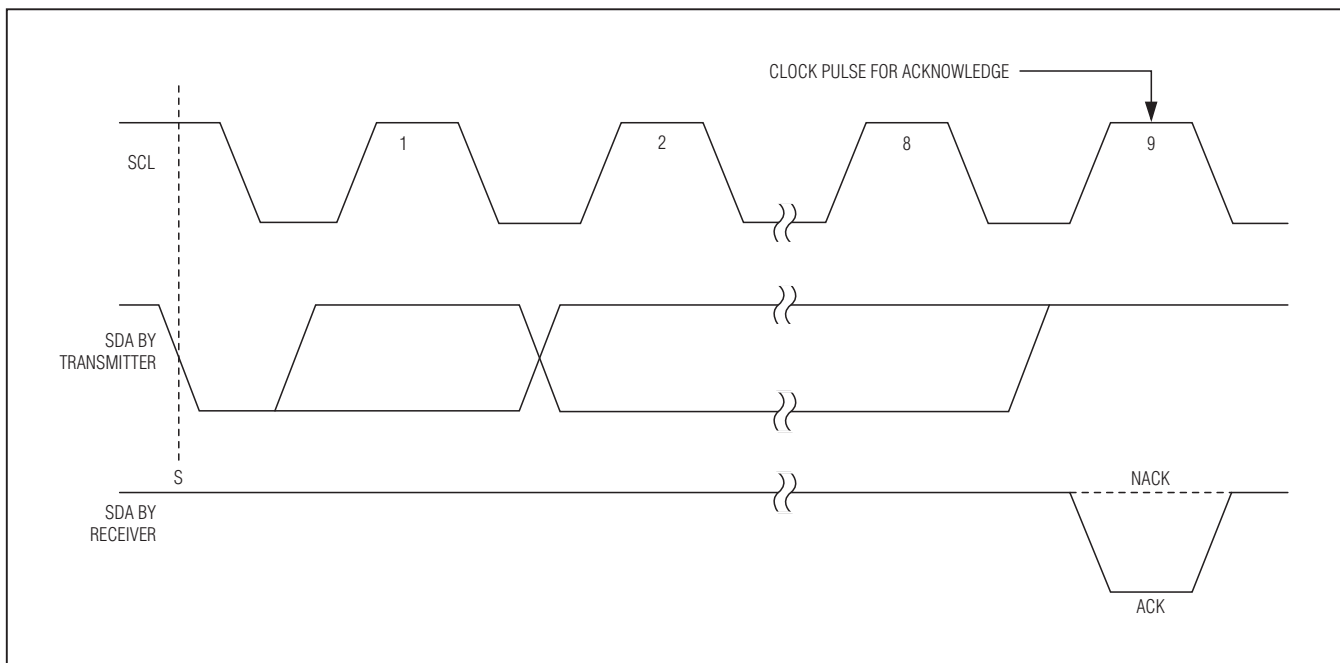 CLOCK PULSE FOR ACKNOWLEDGE
SCL
1
2
8
9
SDA BY
TRANSMITTER
S
SDA BY
RECEIVER
NACK
ACK